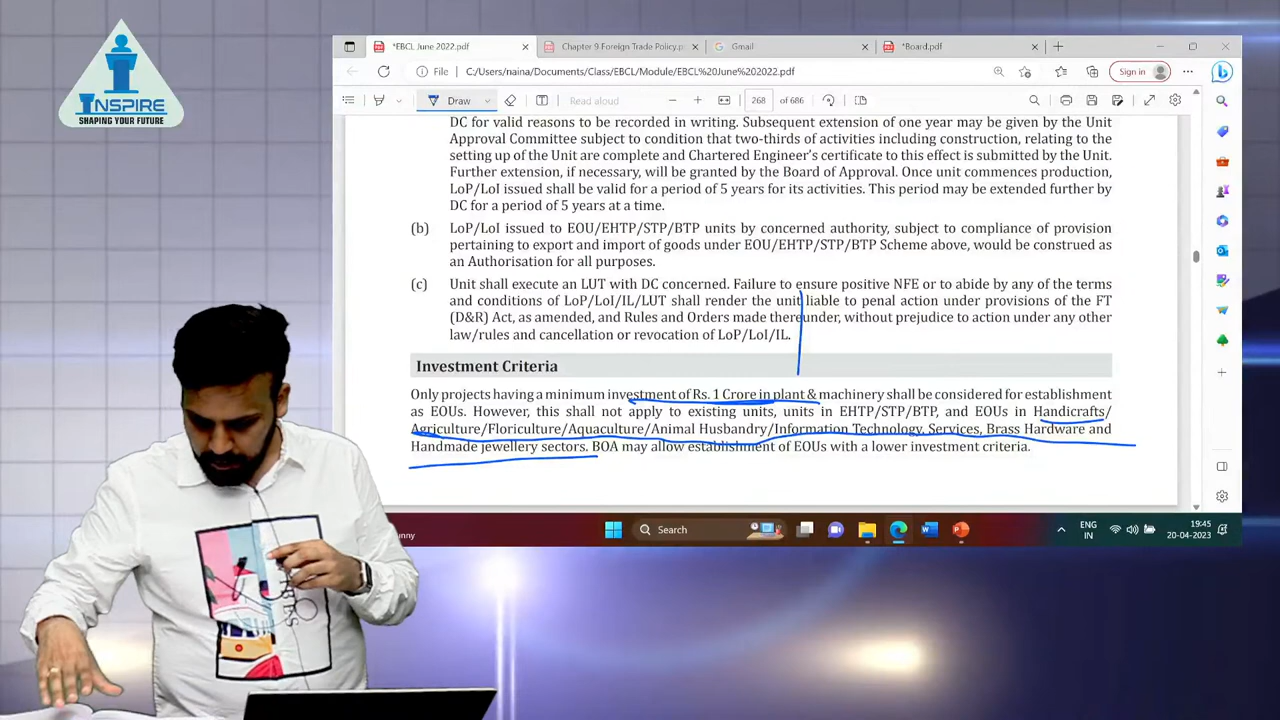 INSPIRE
SHAPING YOUR FUTURE
*EBCL June 2022.pdf
Chapter 9 Foreign Trade Policy.p
Gmail
*Board.pdf
File
C:/Users/naina/Documents/Class/EBCL/Module/EBCL%20June%202022.pdf
Sign in
Draw
Read aloud
268 of 686
DC for valid reasons to be recorded in writing. Subsequent extension of one year may be given by the Unit
Approval Committee subject to condition that two-thirds of activities including construction, relating to the
setting up of the Unit are complete and Chartered Engineer's certificate to this effect is submitted by the Unit.
Further extension, if necessary, will be granted by the Board of Approval. Once unit commences production,
LoP/LoI issued shall be valid for a period of 5 years for its activities. This period may be extended further by
DC for a period of 5 years at a time.
(b) LoP/LoI issued to EOU/EHTP/STP/BTP units by concerned authority, subject to compliance of provision
pertaining to export and import of goods under EOU/EHTP/STP/BTP Scheme above, would be construed as
an Authorisation for all purposes.
(c) Unit shall execute an LUT with DC concerned. Failure to ensure positive NFE or to abide by any of the terms
and conditions of LoP/LoI/IL/LUT shall render the unit liable to penal action under provisions of the FT
(D&R) Act, as amended, and Rules and Orders made thereunder, without prejudice to action under any other
law/rules and cancellation or revocation of LoP/LoI/IL.
Investment Criteria
Only projects having a minimum investment of Rs. 1 Crore in plant & machinery shall be considered for establishment
as EOUs. However, this shall not apply to existing units, units in EHTP/STP/BTP, and EOUs in Handicrafts/
Agriculture/Floriculture/Aquaculture/Animal Husbandry/Information Technology, Services, Brass Hardware and
Handmade jewellery sectors. BOA may allow establishment of EOUs with a lower investment criteria.
Search
ENG
IN
19:45
20-04-2023